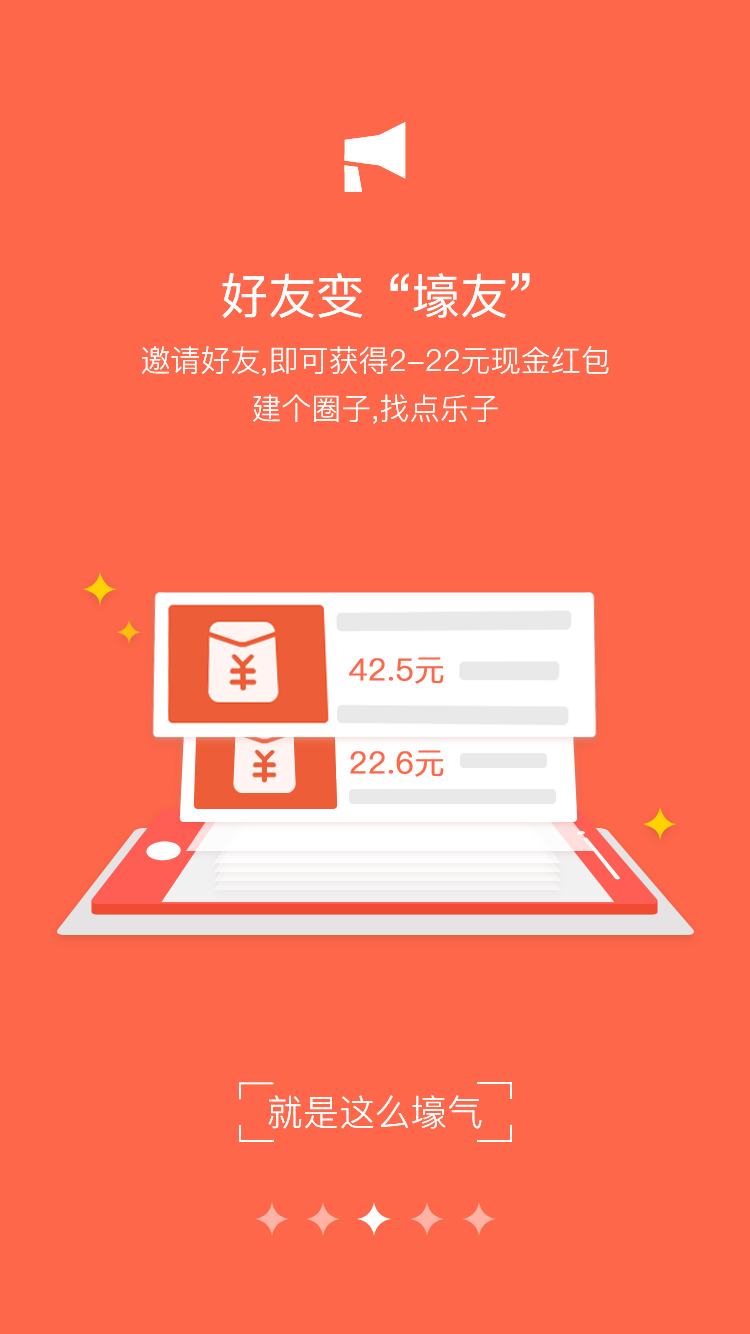 好友变“壕友”
邀请好友,即可获得2-22元现金红包
建个圈子,找点乐子
¥
42.5元
¥
22.6元
就是这么壕气